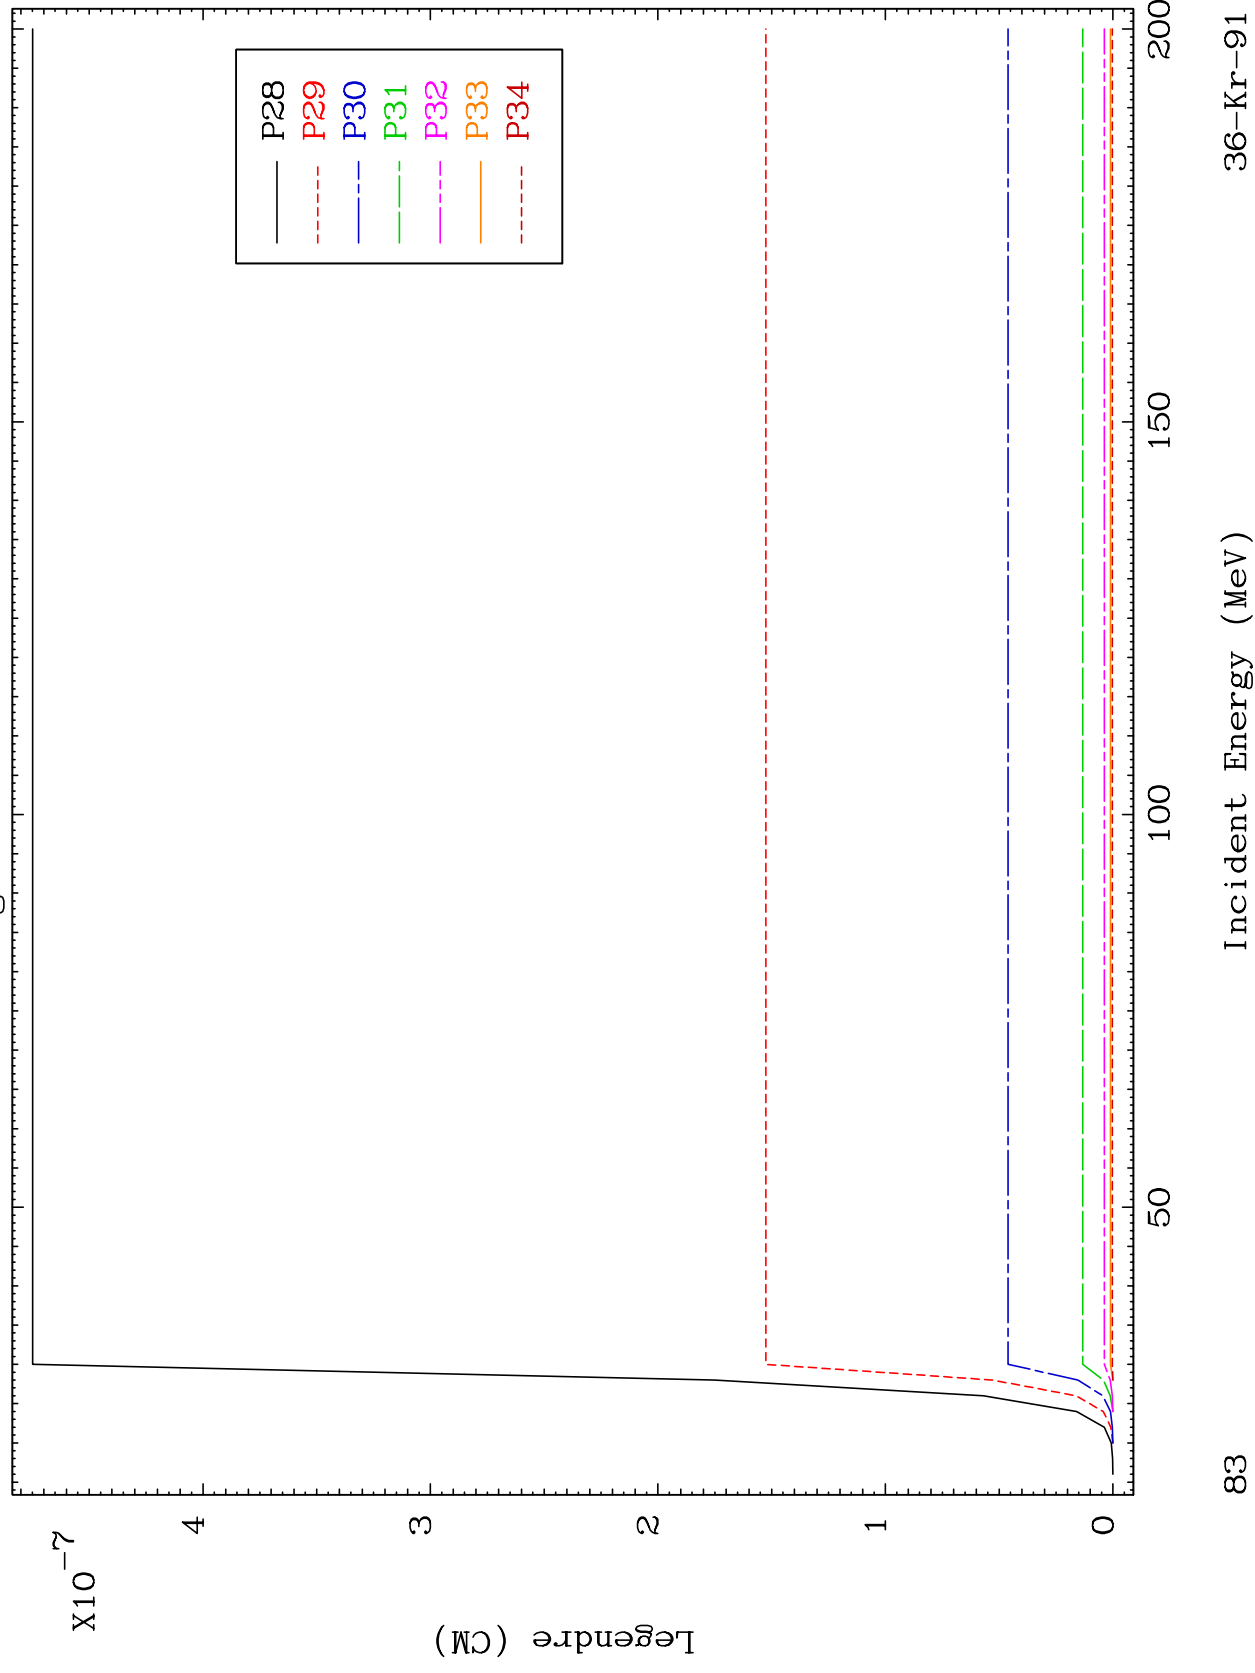 X10-7
Legendre (CM)
4
3
2
1
0
P28
P29
P30
P31
P32
P33
P34
50
100
150
200
Incident Energy (MeV)
83
36-Kr-91